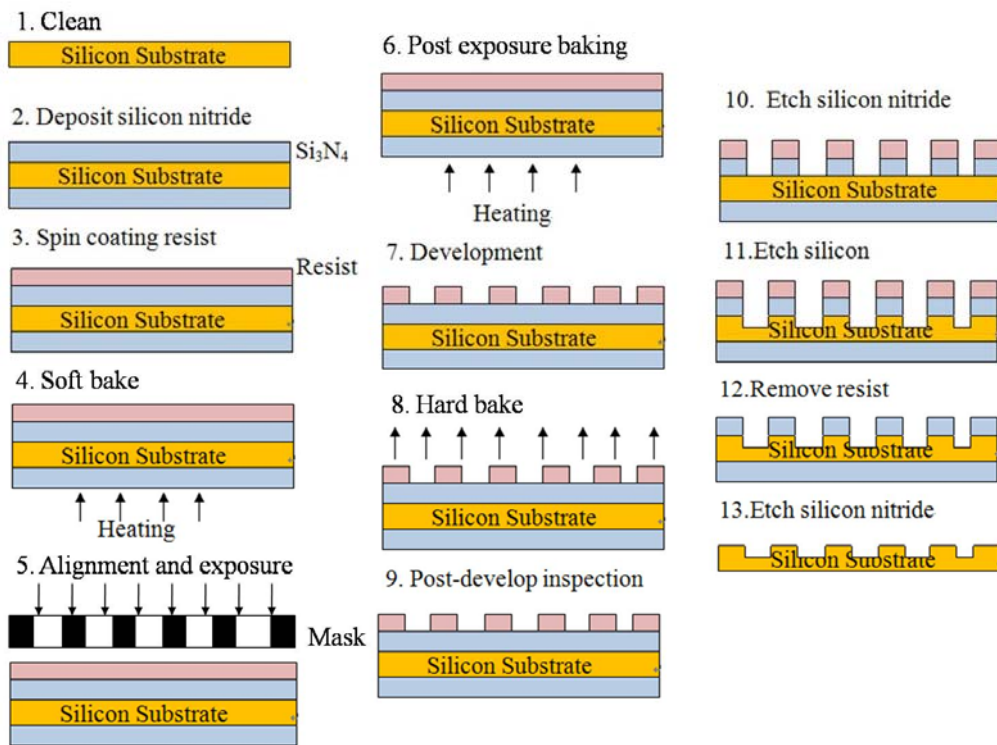 1. Clean
Silicon Substrate
2. Deposit silicon nitride
Si₃N₄
Silicon Substrate
3. Spin coating resist
Resist
Silicon Substrate
4. Soft bake
Silicon Substrate
Heating
5. Alignment and exposure
Mask
Silicon Substrate
6. Post exposure baking
Silicon Substrate
Heating
7. Development
Silicon Substrate
8. Hard bake
Silicon Substrate
9. Post-develop inspection
Silicon Substrate
10. Etch silicon nitride
Silicon Substrate
11.Etch silicon
Silicon Substrate
12.Remove resist
Silicon Substrate
13.Etch silicon nitride
Silicon Substrate